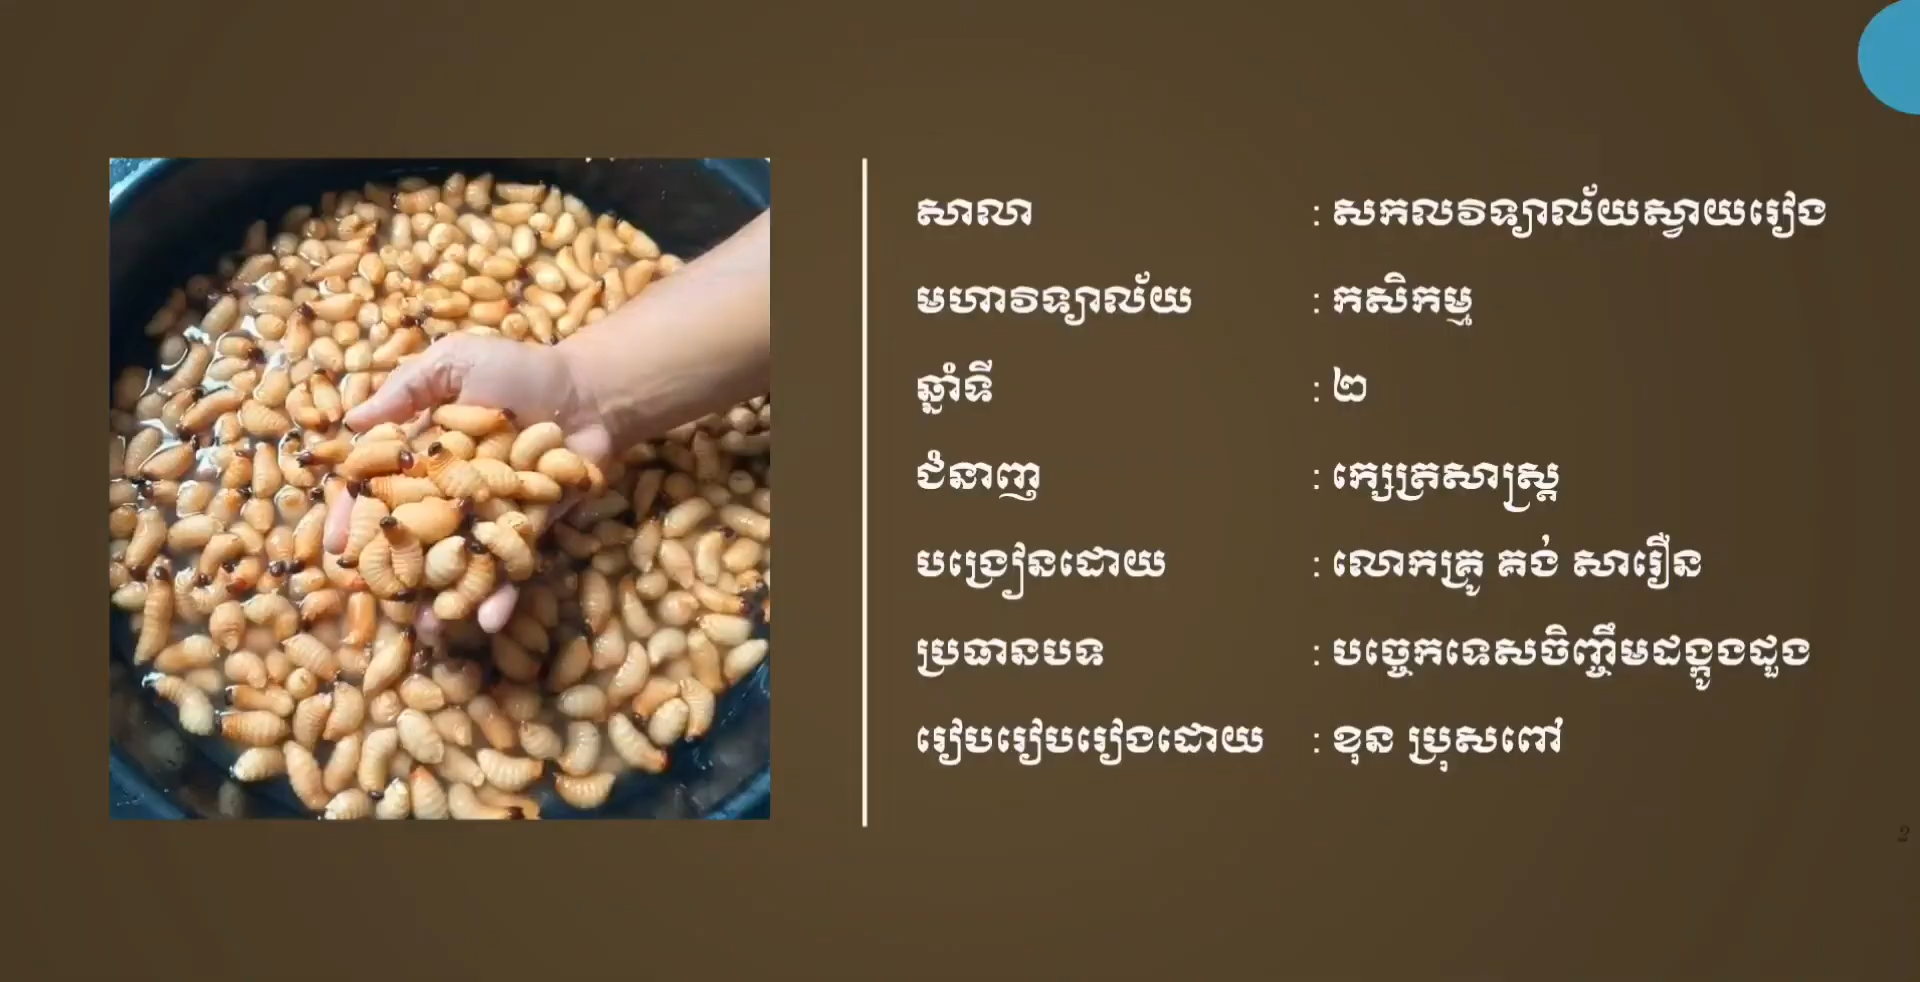 សាលា : សកលវិទ្យាល័យស្វាយរៀង
មហាវិទ្យាល័យ : កសិកម្ម
ឆ្នាំទី : ២
ជំនាញ : ក្សេត្រសាស្ត្រ
បង្រៀនដោយ : លោកគ្រូ គង់ សារឿន
ប្រធានបទ : បច្ចេកទេសចិញ្ចឹមដង្កូងដួង
រៀបរៀបរៀងដោយ : ខុន ប្រុសពៅ
2